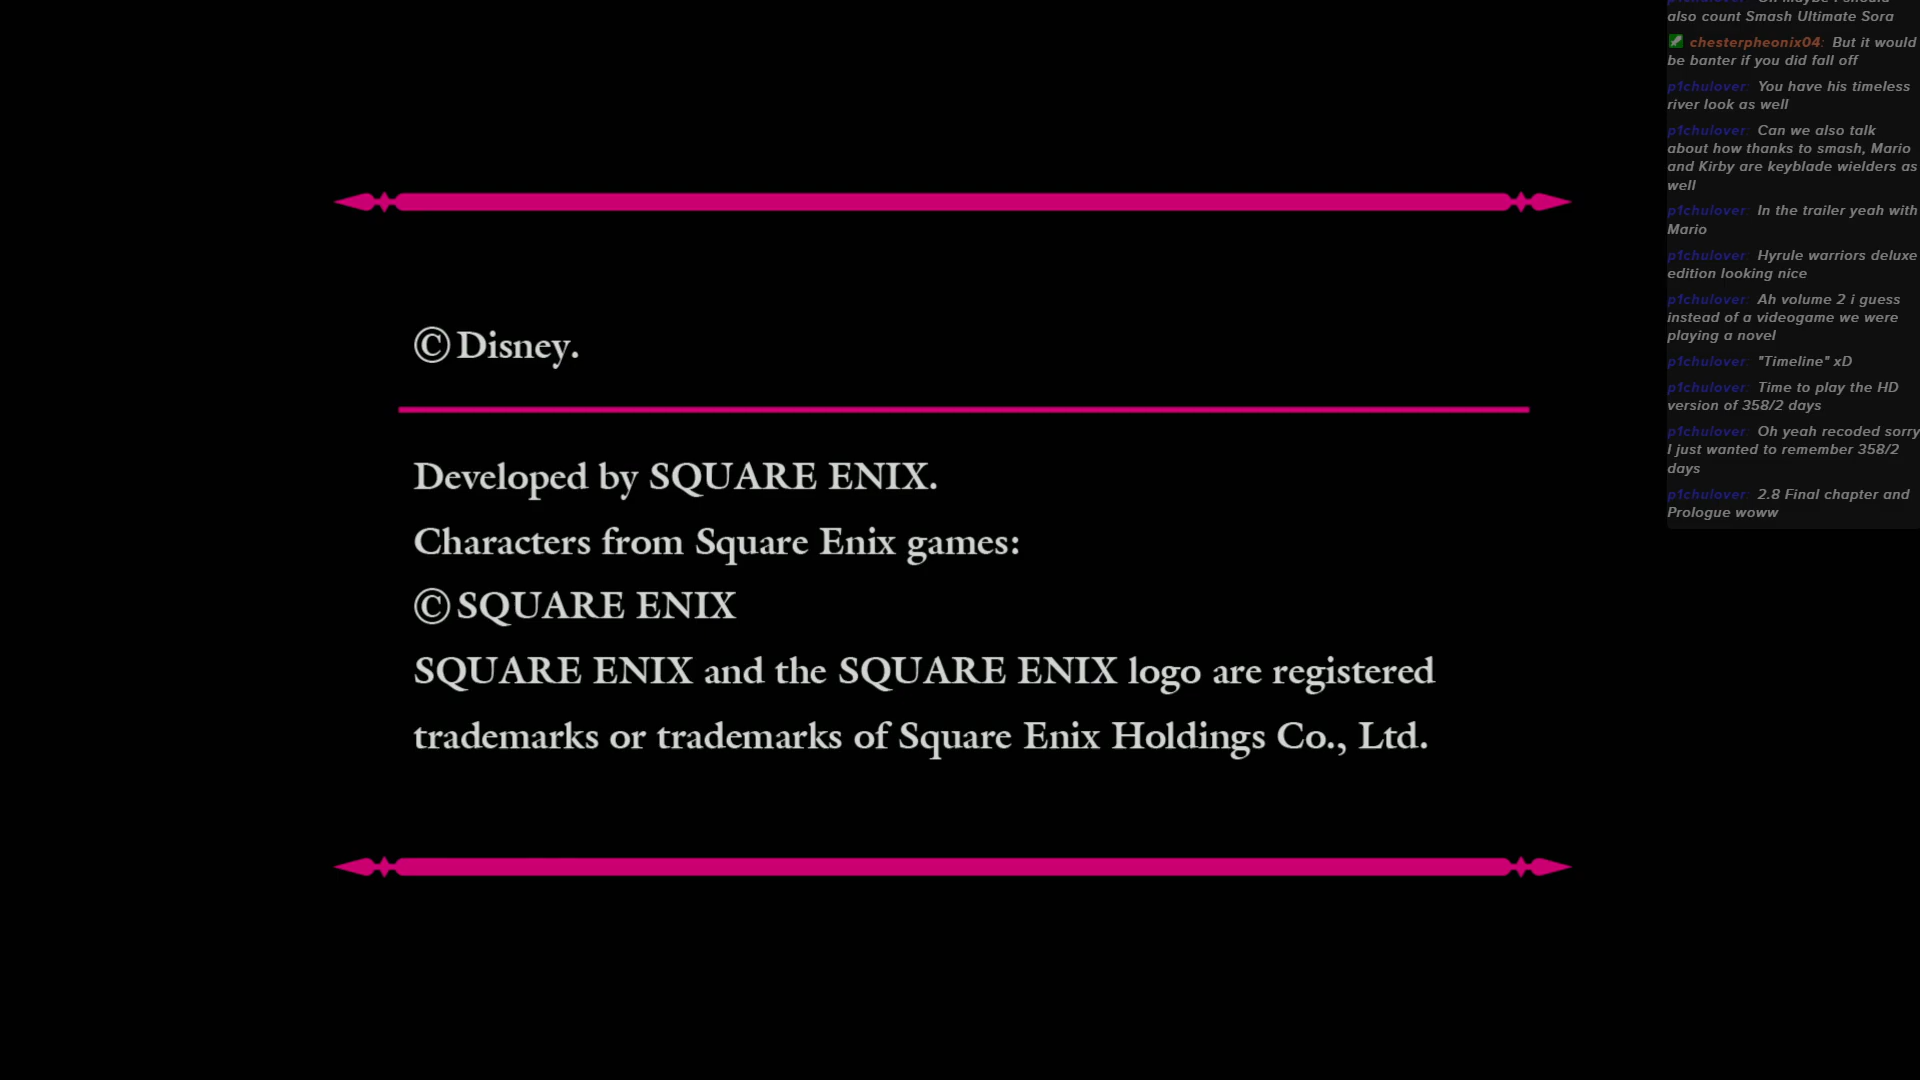 ©Disney.
Developed by SQUARE ENIX.
Characters from Square Enix games:
©SQUARE ENIX
SQUARE ENIX and the SQUARE ENIX logo are registered
trademarks or trademarks of Square Enix Holdings Co., Ltd.
also count Smash Ultimate Sora
chesterpheonix04: But it would
be banter if you did fall off
p1chulover: You have his timeless
river look as well
p1chulover: Can we also talk
about how thanks to smash, Mario
and Kirby are keyblade wielders as
well
p1chulover: In the trailer yeah with
Mario
p1chulover: Hyrule warriors deluxe
edition looking nice
p1chulover: Ah volume 2 i guess
instead of a videogame we were
playing a novel
p1chulover: "Timeline" xD
p1chulover: Time to play the HD
version of 358/2 days
p1chulover: Oh yeah recoded sorry
I just wanted to remember 358/2
days
p1chulover: 2.8 Final chapter and
Prologue woww